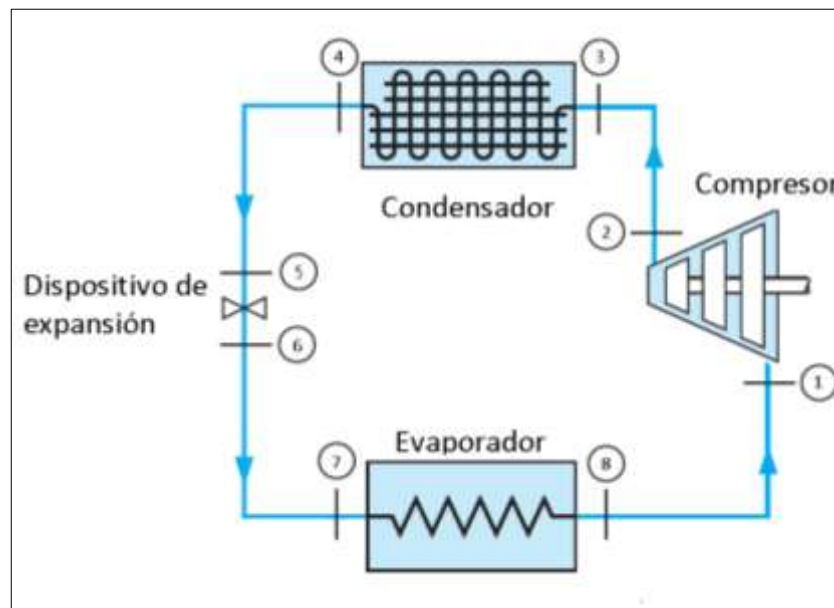 4
3
Compresor
Condensador
2
5
Dispositivo de
expansión
6
1
Evaporador
7
8